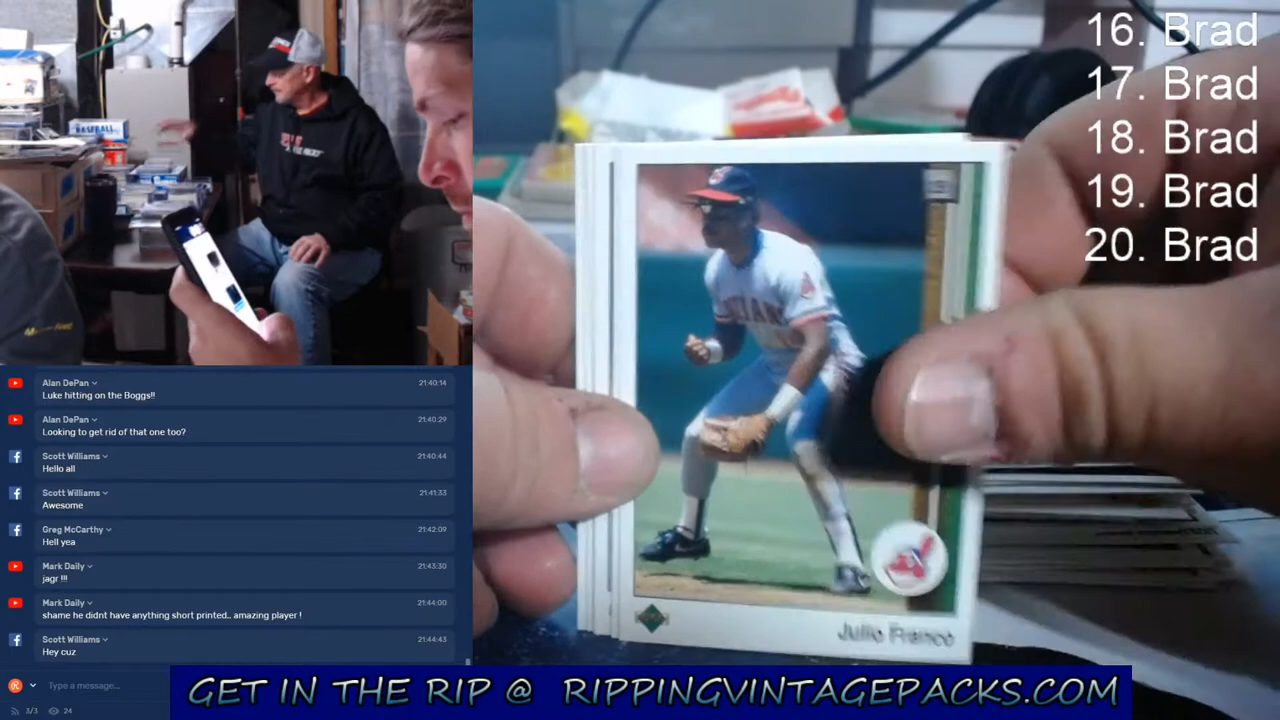 16. Brad
17. Brad
18. Brad
19. Brad
20. Brad
BASEBALL
Alan DePan
21:40:14
Luke hitting on the Boggs!!
Alan DePan
21:40:29
Looking to get rid of that one too?
Scott Williams
21:40:44
Hello all
Scott Williams
21:41:33
Awesome
Greg McCarthy
21:42:09
Hell yea
Mark Daily
21:43:30
jagr !!!
Mark Daily
21:44:00
shame he didnt have anything short printed.. amazing player !
Scott Williams
21:44:43
Hey cuz
Type a message...
3/3
24
Julio Franco
GET IN THE RIP @ RIPPINGVINTAGEPACKS.COM